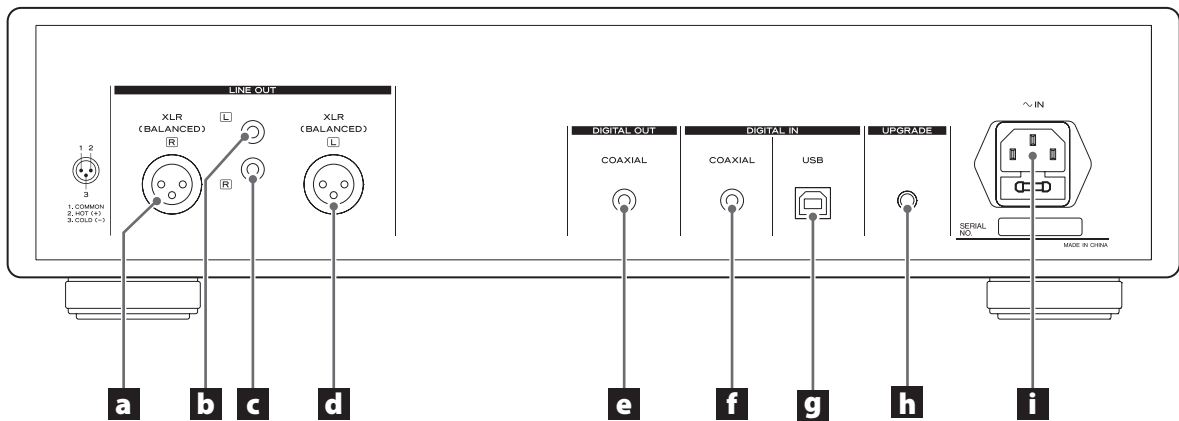 LINE OUT
XLR
(BALANCED)
R
L
R
XLR
(BALANCED)
L
1 2
3
1. COMMON
2. HOT (+)
3. COLD (−)
DIGITAL OUT
COAXIAL
DIGITAL IN
COAXIAL
USB
UPGRADE
∼ IN
SERIAL
NO.
MADE IN CHINA
a b c d e f g h i